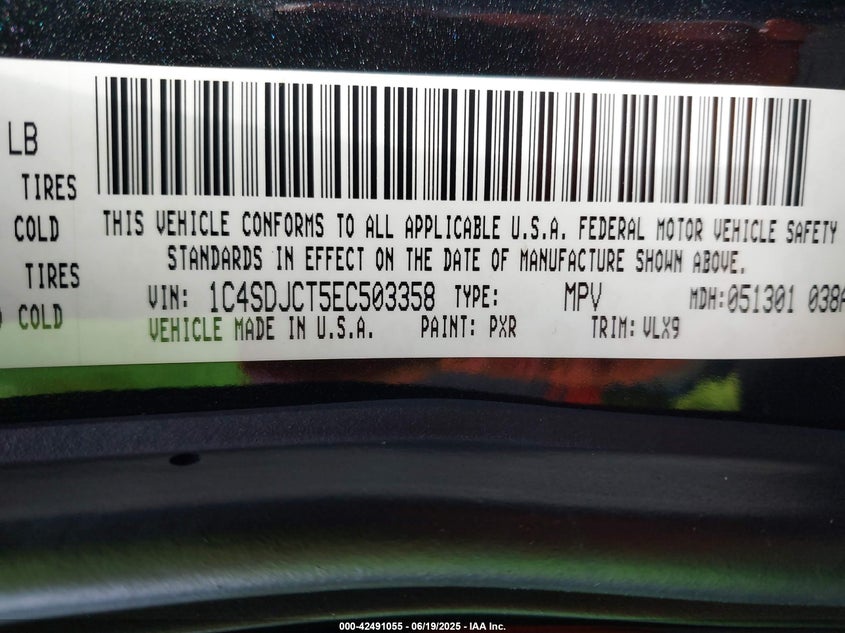 LB
TIRES
COLD
TIRES
COLD
THIS VEHICLE CONFORMS TO ALL APPLICABLE U.S.A. FEDERAL MOTOR VEHICLE SAFETY
STANDARDS IN EFFECT ON THE DATE OF MANUFACTURE SHOWN ABOVE.
VIN: 1C4SDJCT5EC503358 TYPE: MPV MDH:051301 038A
VEHICLE MADE IN U.S.A. PAINT: PXR TRIM: VLX9
000-42491055 - 06/19/2025 - IAA Inc.